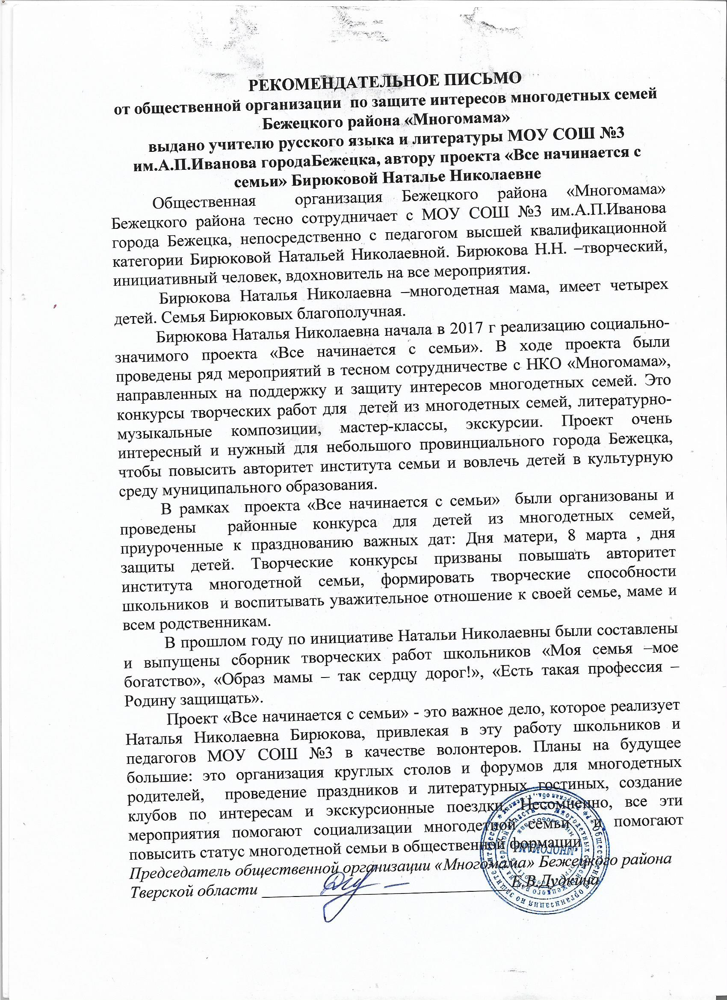 РЕКОМЕНДАТЕЛЬНОЕ ПИСЬМО
от общественной организации  по защите интересов многодетных семей
Бежецкого района «Многомама»
выдано учителю русского языка и литературы МОУ СОШ №3
им.А.П.Иванова городаБежецка, автору проекта «Все начинается с
семьи» Бирюковой Наталье Николаевне
Общественная организация Бежецкого района «Многомама»
Бежецкого района тесно сотрудничает с МОУ СОШ №3 им.А.П.Иванова
города Бежецка, непосредственно с педагогом высшей квалификационной
категории Бирюковой Натальей Николаевной. Бирюкова Н.Н. –творческий,
инициативный человек, вдохновитель на все мероприятия.
Бирюкова Наталья Николаевна –многодетная мама, имеет четырех
детей. Семья Бирюковых благополучная.
Бирюкова Наталья Николаевна начала в 2017 г реализацию социально-
значимого проекта «Все начинается с семьи». В ходе проекта были
проведены ряд мероприятий в тесном сотрудничестве с НКО «Многомама»,
направленных на поддержку и защиту интересов многодетных семей. Это
конкурсы творческих работ для  детей из многодетных семей, литературно-
музыкальные композиции, мастер-классы, экскурсии. Проект очень
интересный и нужный для небольшого провинциального города Бежецка,
чтобы повысить авторитет института семьи и вовлечь детей в культурную
среду муниципального образования.
В рамках  проекта «Все начинается с семьи»  были организованы и
проведены  районные конкурса для детей из многодетных семей,
приуроченные к празднованию важных дат: Дня матери, 8 марта , дня
защиты детей. Творческие конкурсы призваны повышать авторитет
института многодетной семьи, формировать творческие способности
школьников  и воспитывать уважительное отношение к своей семье, маме и
всем родственникам.
В прошлом году по инициативе Натальи Николаевны были составлены
и выпущены сборник творческих работ школьников «Моя семья –мое
богатство», «Образ мамы – так сердцу дорог!», «Есть такая профессия –
Родину защищать».
Проект «Все начинается с семьи» - это важное дело, которое реализует
Наталья Николаевна Бирюкова, привлекая в эту работу школьников и
педагогов МОУ СОШ №3 в качестве волонтеров. Планы на будущее
большие: это организация круглых столов и форумов для многодетных
родителей,  проведение праздников и литературных гостиных, создание
клубов по интересам и экскурсионные поездки. Несомненно, все эти
мероприятия помогают социализации многодетной семьи  и помогают
повысить статус многодетной семьи в общественной формации
Председатель общественной организации «Многомама» Бежецкого района
Тверской области ______________________________ Е.В.Дудкина
«МНОГОМАМА»